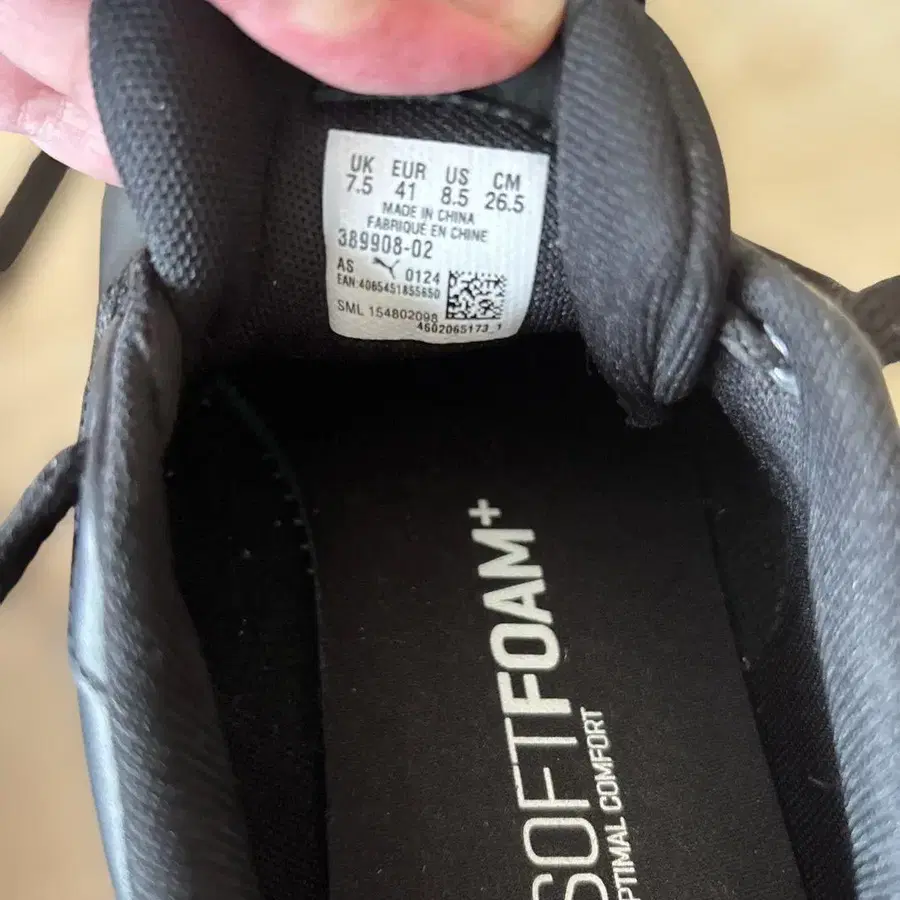 UK EUR US CM
7.5 41 8.5 26.5
MADE IN CHINA
FABRIQUÉ EN CHINE
389908-02
AS 0124
EAN:4065451855650
SML 154802098
4602065173_1
SOFTFOAM+
OPTIMAL COMFORT